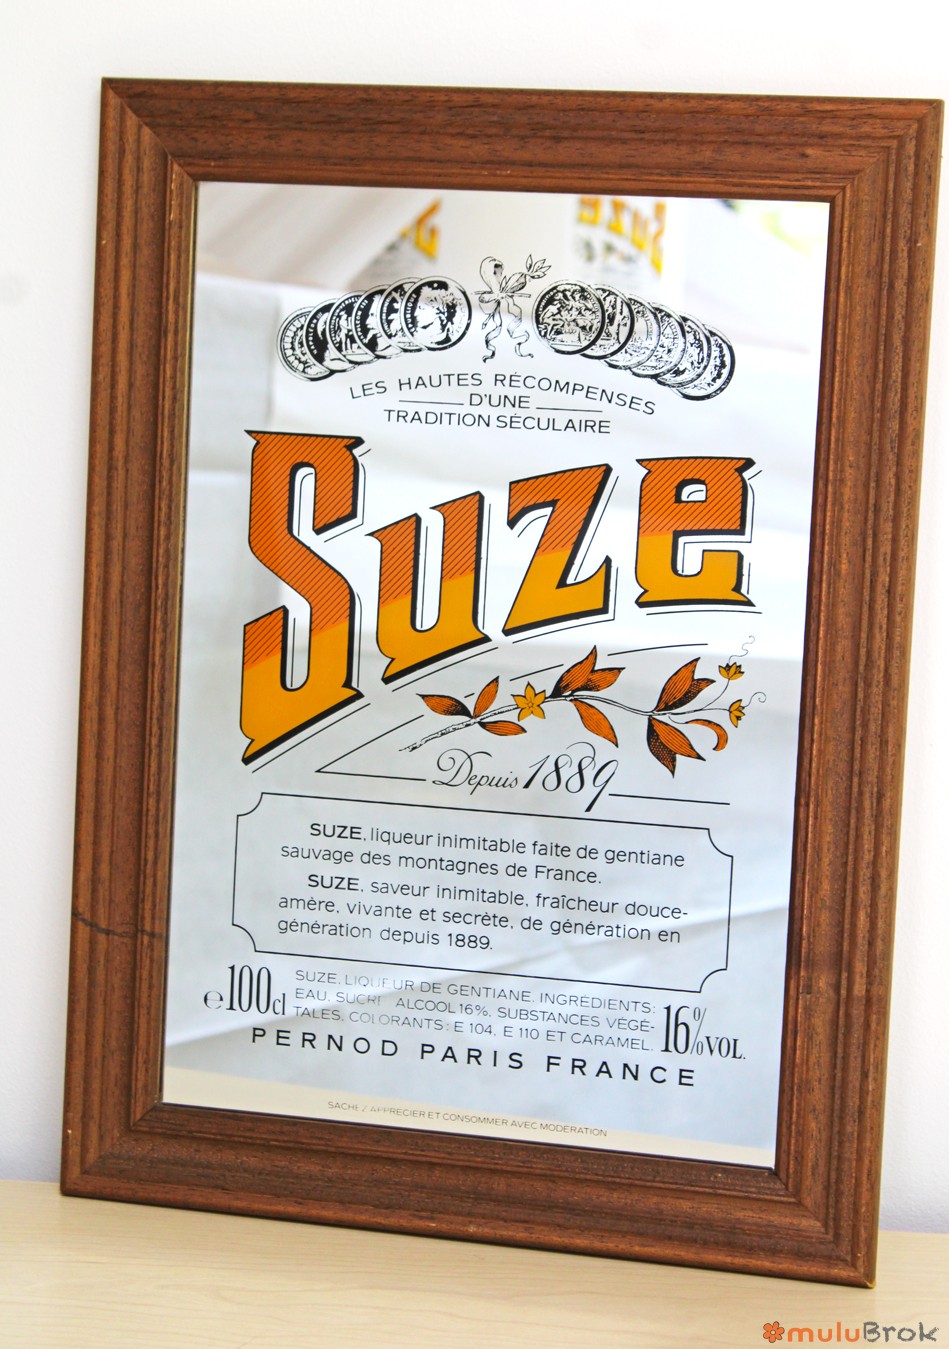 LES HAUTES RÉCOMPENSES
D'UNE
TRADITION SÉCULAIRE
Suze
Depuis 1889
SUZE, liqueur inimitable faite de gentiane
sauvage des montagnes de France.
SUZE, saveur inimitable, fraîcheur douce-
amère, vivante et secrète, de génération en
génération depuis 1889.
e100cl
SUZE, LIQUEUR DE GENTIANE, INGRÉDIENTS:
EAU, SUCRE ALCOOL 16%, SUBSTANCES VÉGÉ-
TALES, COLORANTS: E 104, E 110 ET CARAMEL.
16% VOL.
PERNOD PARIS FRANCE
SACHEZ APPRECIER ET CONSOMMER AVEC MODERATION
muluBrok